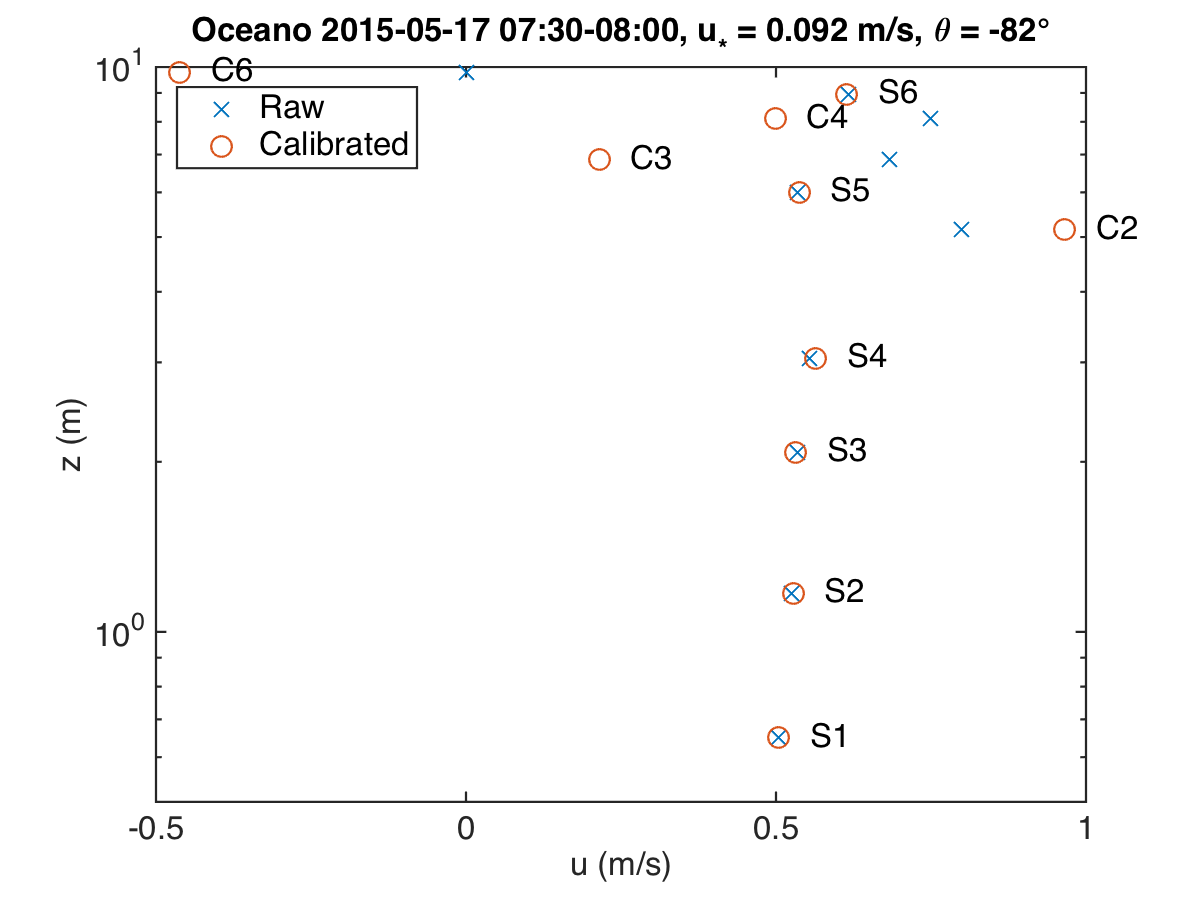 Oceano 2015-05-17 07:30-08:00, u* = 0.092 m/s, θ = -82°
10¹
C6
Raw
Calibrated
S6
C4
C3
S5
C2
S4
z (m)
S3
S2
10⁰
S1
-0.5 0 0.5 1
u (m/s)